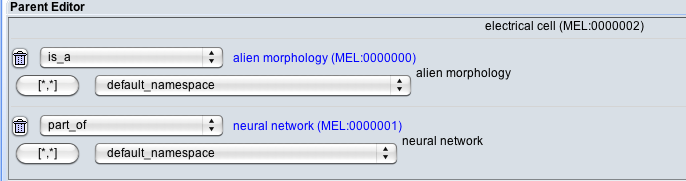 Parent Editor
electrical cell (MEL:0000002)
is_a alien morphology (MEL:0000000)
[*,*] default_namespace alien morphology
part_of neural network (MEL:0000001)
[*,*] default_namespace neural network